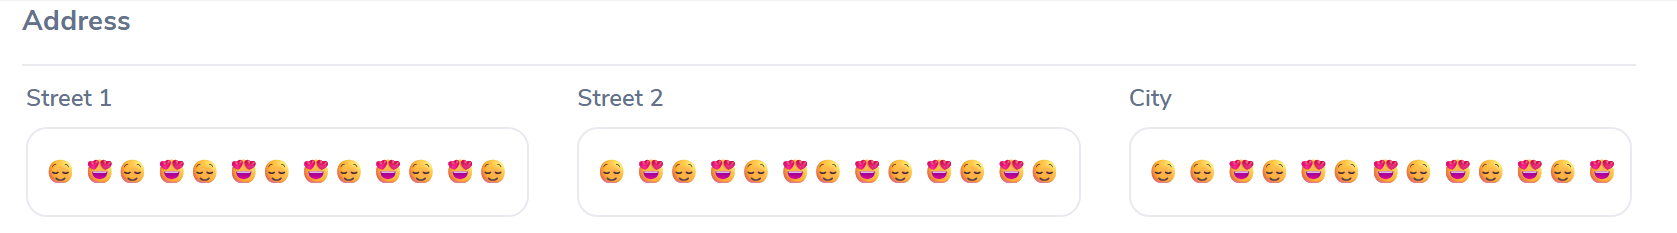 Address
Street 1
Street 2
City
😌 😍😌 😍😌 😍😌 😍😌 😍😌 😍😌
😌 😍😌 😍😌 😍😌 😍😌 😍😌 😍😌
😌 😌 😍😌 😍😌 😍😌 😍😌 😍😌 😍